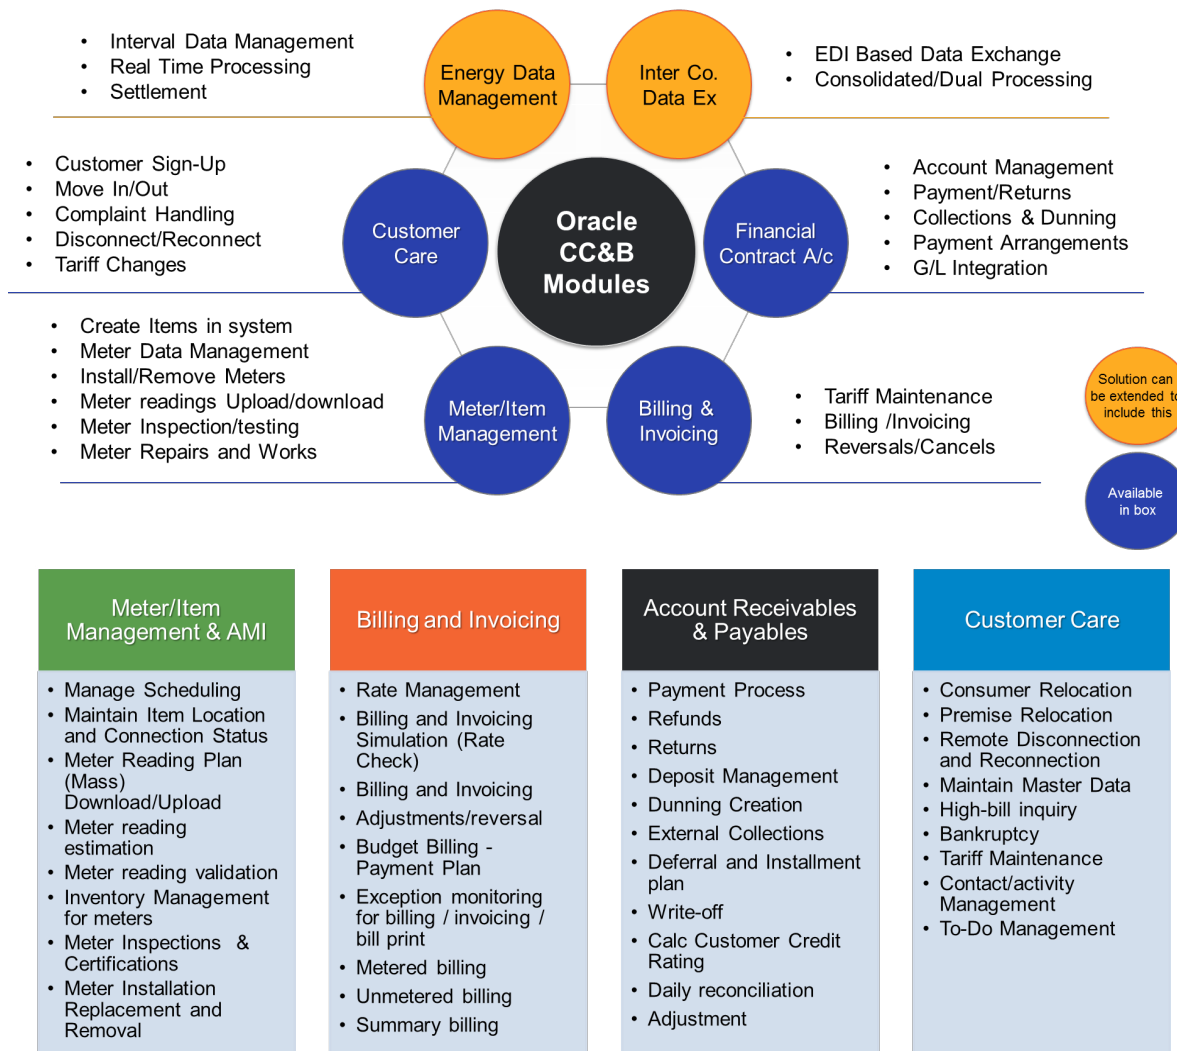 • Interval Data Management
• Real Time Processing
• Settlement
Energy Data
Management
Inter Co.
Data Ex
• EDI Based Data Exchange
• Consolidated/Dual Processing
• Customer Sign-Up
• Move In/Out
• Complaint Handling
• Disconnect/Reconnect
• Tariff Changes
Customer
Care
Oracle
CC&B
Modules
Financial
Contract A/c
• Account Management
• Payment/Returns
• Collections & Dunning
• Payment Arrangements
• G/L Integration
• Create Items in system
• Meter Data Management
• Install/Remove Meters
• Meter readings Upload/download
• Meter Inspection/testing
• Meter Repairs and Works
Meter/Item
Management
Billing &
Invoicing
• Tariff Maintenance
• Billing /Invoicing
• Reversals/Cancels
Solution can
be extended to
include this
Available
in box
Meter/Item
Management & AMI
• Manage Scheduling
• Maintain Item Location
and Connection Status
• Meter Reading Plan
(Mass)
Download/Upload
• Meter reading
estimation
• Meter reading validation
• Inventory Management
for meters
• Meter Inspections &
Certifications
• Meter Installation
Replacement and
Removal
Billing and Invoicing
• Rate Management
• Billing and Invoicing
Simulation (Rate
Check)
• Billing and Invoicing
• Adjustments/reversal
• Budget Billing -
Payment Plan
• Exception monitoring
for billing / invoicing /
bill print
• Metered billing
• Unmetered billing
• Summary billing
Account Receivables
& Payables
• Payment Process
• Refunds
• Returns
• Deposit Management
• Dunning Creation
• External Collections
• Deferral and Installment
plan
• Write-off
• Calc Customer Credit
Rating
• Daily reconciliation
• Adjustment
Customer Care
• Consumer Relocation
• Premise Relocation
• Remote Disconnection
and Reconnection
• Maintain Master Data
• High-bill inquiry
• Bankruptcy
• Tariff Maintenance
• Contact/activity
Management
• To-Do Management